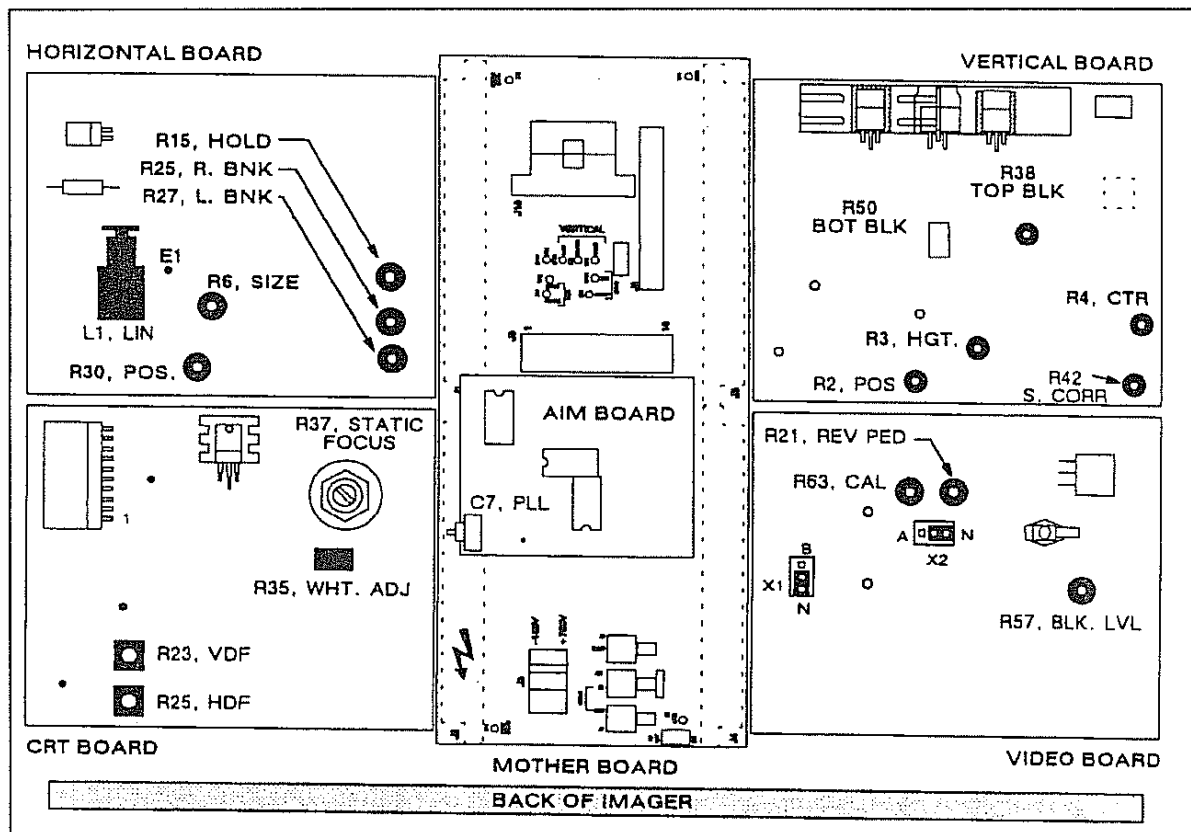 HORIZONTAL BOARD
VERTICAL BOARD
R15, HOLD
R25, R. BNK
R27, L. BNK
E1
R6, SIZE
L1, LIN
R30, POS.
J10
VERTICAL
R38
TOP BLK
R50
BOT BLK
R4, CTR
R3, HGT.
R2, POS
R42
S. CORR
AIM BOARD
C7, PLL
R37, STATIC
FOCUS
1
R35, WHT. ADJ
R23, VDF
R25, HDF
R21, REV PED
R63, CAL
A
N
X2
B
X1
N
R57, BLK. LVL
CRT BOARD
MOTHER BOARD
VIDEO BOARD
BACK OF IMAGER